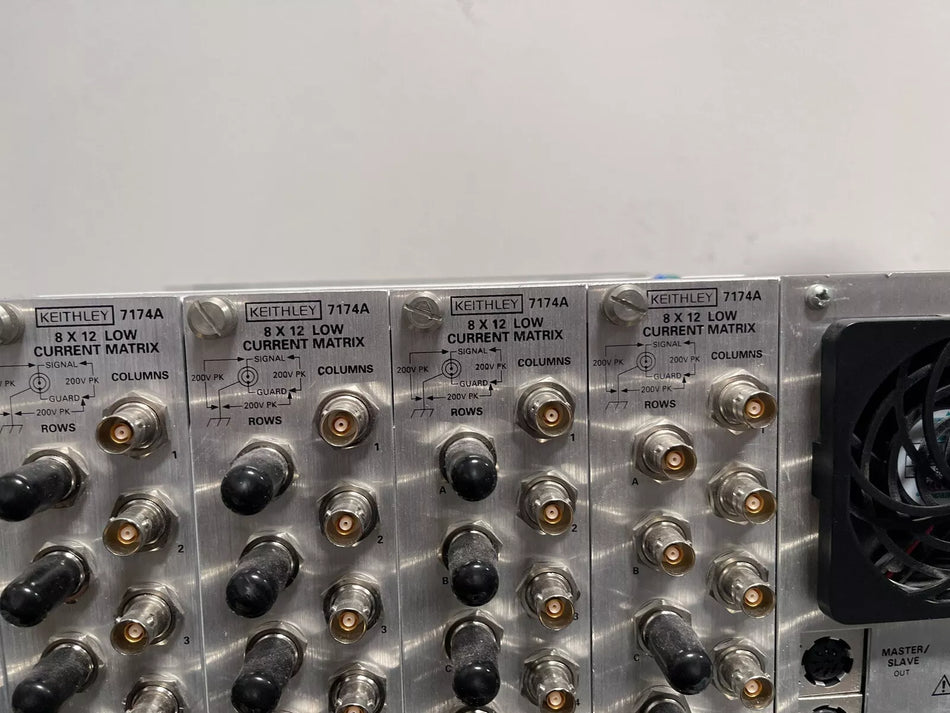 KEITHLEY 7174A
8 X 12 LOW
CURRENT MATRIX
SIGNAL
V PK
200V PK
COLUMNS
GUARD
200V PK
ROWS
1
2
3
KEITHLEY 7174A
8 X 12 LOW
CURRENT MATRIX
SIGNAL
200V PK
200V PK
COLUMNS
GUARD
200V PK
ROWS
1
2
3
KEITHLEY 7174A
8 X 12 LOW
CURRENT MATRIX
SIGNAL
200V PK
200V PK
COLUMNS
GUARD
200V PK
ROWS
1
A
2
B
3
C
4
KEITHLEY 7174A
8 X 12 LOW
CURRENT MATRIX
SIGNAL
200V PK
200V PK
COLUMNS
GUARD
200V PK
ROWS
1
A
B
C
MASTER/
SLAVE
OUT